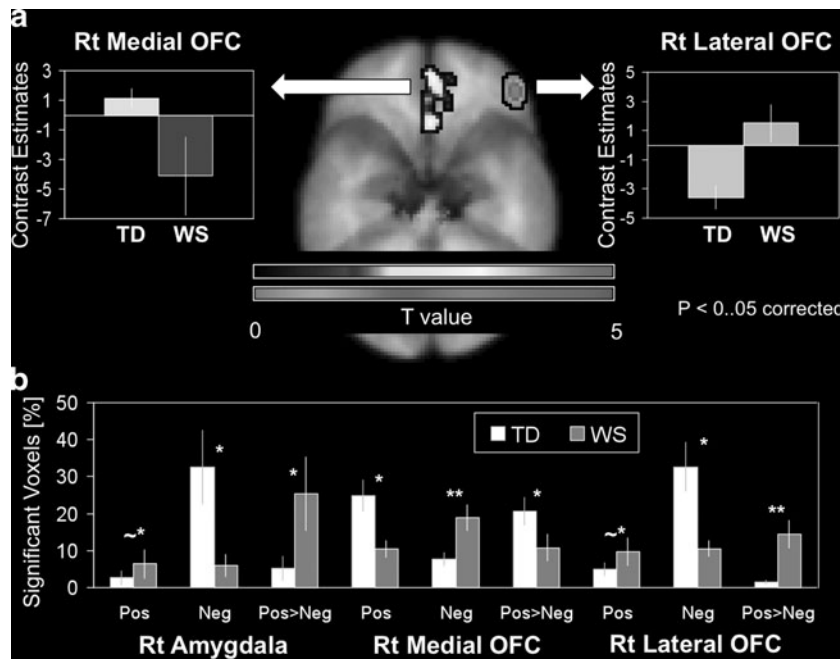 a
Rt Medial OFC
Rt Lateral OFC
Contrast Estimates
3
1
-1
-3
-5
-7
TD WS
Contrast Estimates
5
3
1
-1
-3
-5
TD WS
T value
0 5
P < 0..05 corrected
b
Significant Voxels [%]
50
40
30
20
10
0
TD WS
~* * * * ** * ~* * **
Pos Neg Pos>Neg Pos Neg Pos>Neg Pos Neg Pos>Neg
Rt Amygdala Rt Medial OFC Rt Lateral OFC